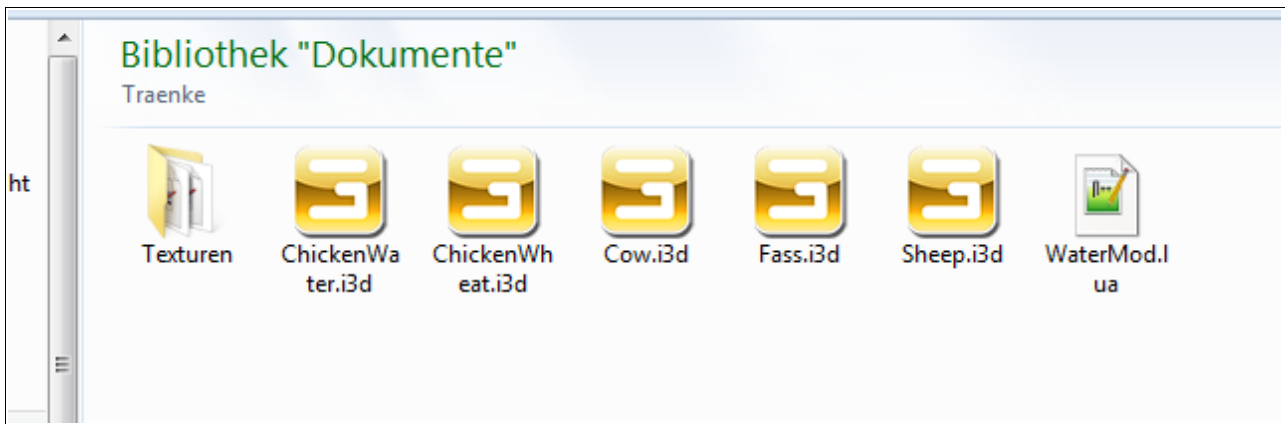 Bibliothek "Dokumente"
Traenke
ht
Texturen
ChickenWa
ter.i3d
ChickenWh
eat.i3d
Cow.i3d
Fass.i3d
Sheep.i3d
WaterMod.l
ua